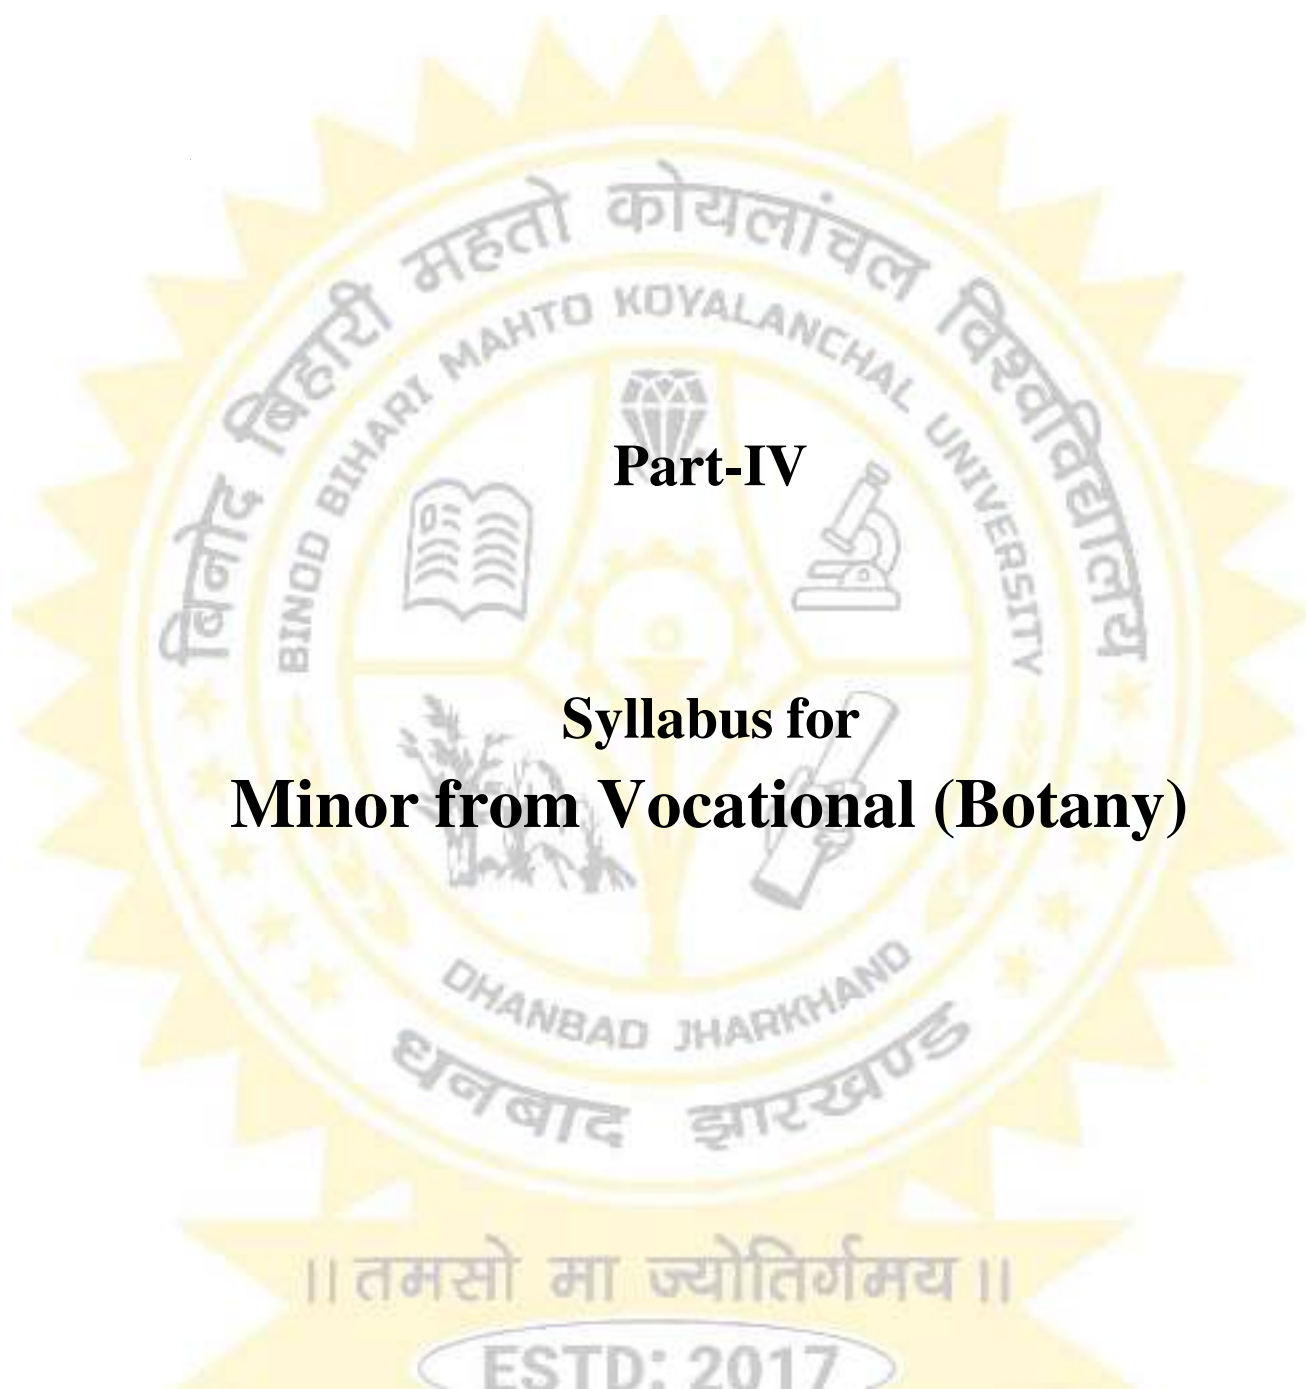 बिनोद बिहारी महतो कोयलांचल विश्वविद्यालय
BINOD BIHARI MAHTO KOYALANCHAL UNIVERSITY
Part-IV
Syllabus for
Minor from Vocational (Botany)
DHANBAD JHARKHAND
धनबाद झारखण्ड
।। तमसो मा ज्योतिर्गमय ।।
ESTD: 2017